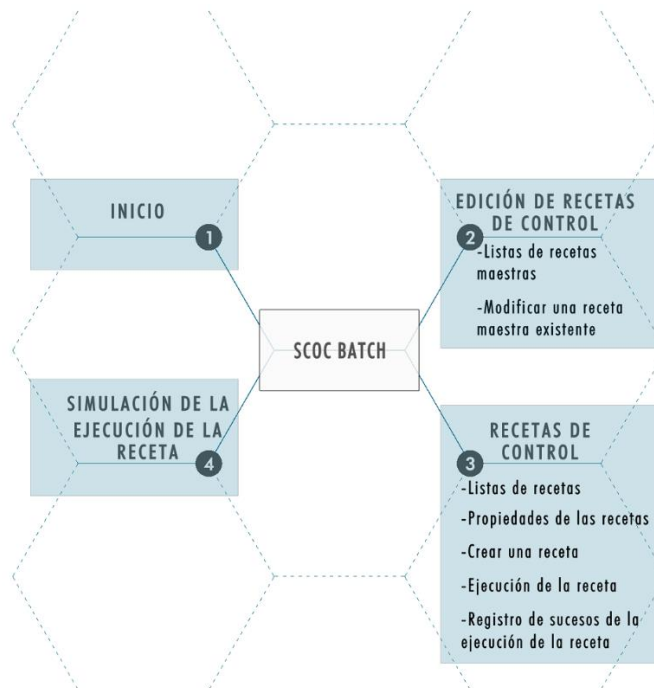 INICIO
1
EDICIÓN DE RECETAS
DE CONTROL
2
-Listas de recetas
maestras
-Modificar una receta
maestra existente
SCOC BATCH
SIMULACIÓN DE LA
EJECUCIÓN DE LA
RECETA
4
RECETAS DE
CONTROL
3
-Listas de recetas
-Propiedades de las recetas
-Crear una receta
-Ejecución de la receta
-Registro de sucesos de la
ejecución de la receta